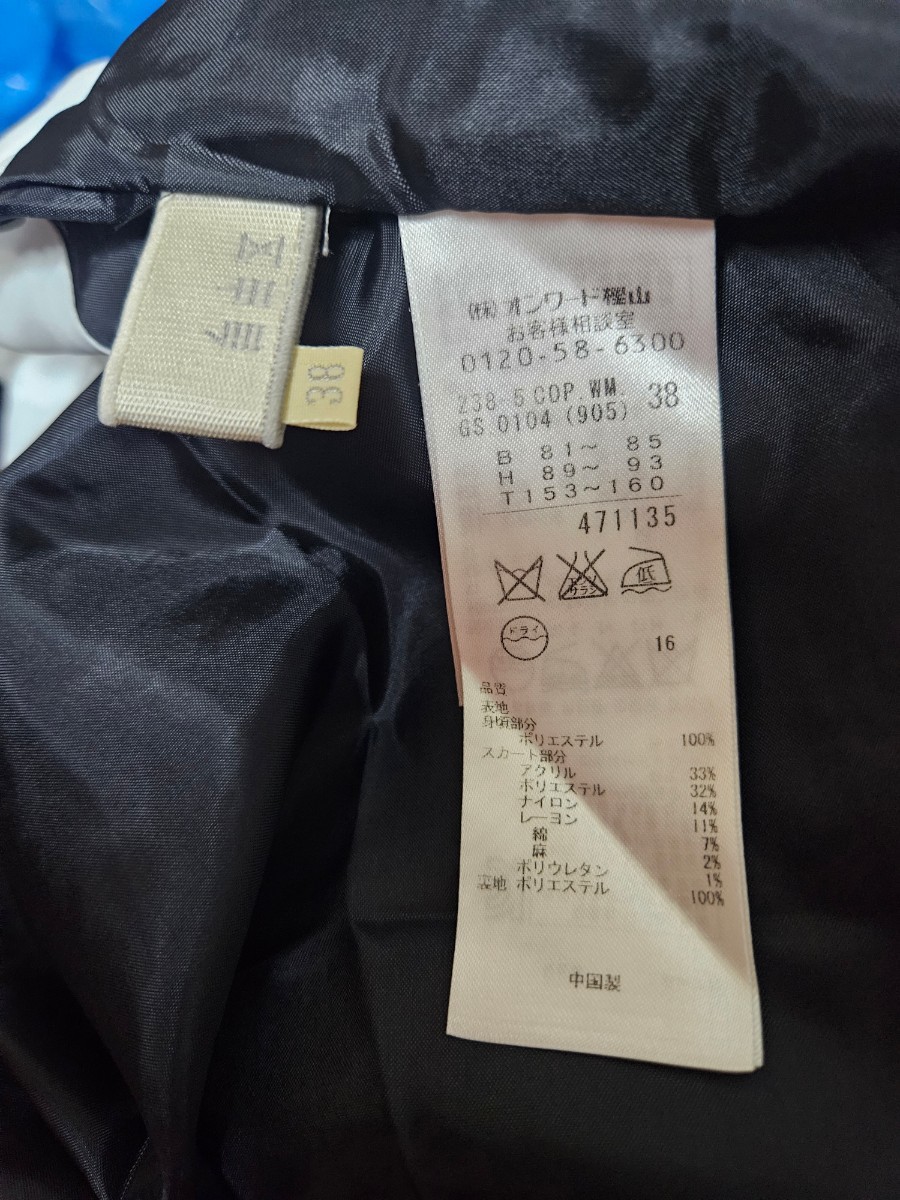 38
(株)オンワード樫山
お客様相談室
0120-58-6300
238 5 COP.WM. 38
GS 0104 (905)
B 81～ 85
H 89～ 93
T153～160
471135
低
ドライ
16
品質
表地
身頃部分
ポリエステル 100%
スカート部分
アクリル 33%
ポリエステル 32%
ナイロン 14%
レーヨン 11%
綿 7%
麻 2%
ポリウレタン 1%
裏地 ポリエステル 100%
中国製